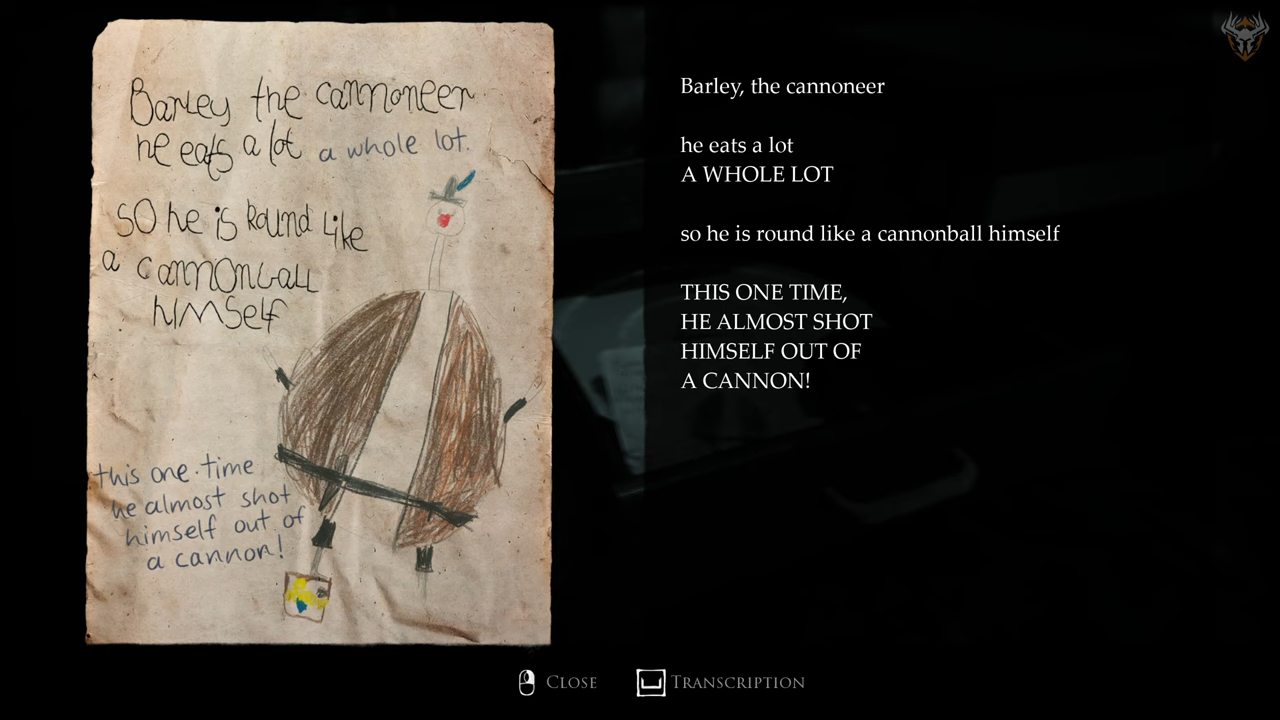 Barley the cannoneer
he eats a lot a whole lot.
so he is Round Like
a cannonball
himself
this one time
he almost shot
himself out of
a cannon!
Barley, the cannoneer
he eats a lot
A WHOLE LOT
so he is round like a cannonball himself
THIS ONE TIME,
HE ALMOST SHOT
HIMSELF OUT OF
A CANNON!
CLOSE
TRANSCRIPTION